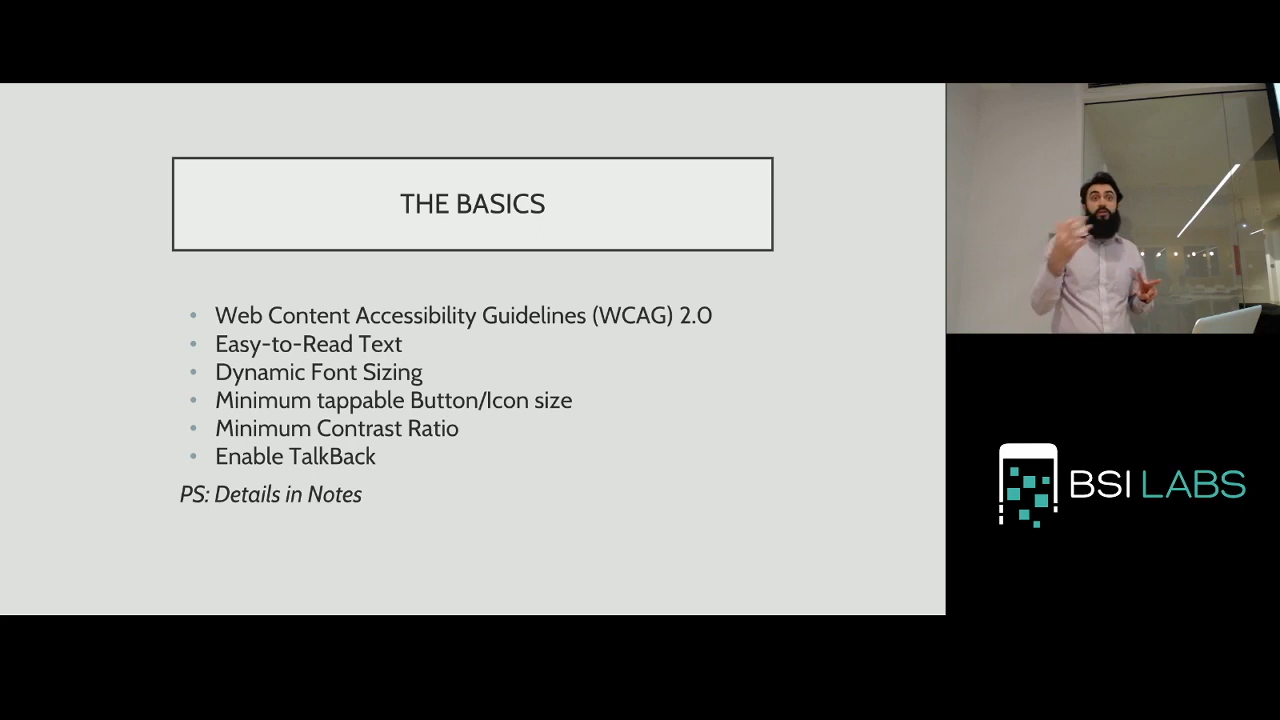 THE BASICS
Web Content Accessibility Guidelines (WCAG) 2.0
Easy-to-Read Text
Dynamic Font Sizing
Minimum tappable Button/Icon size
Minimum Contrast Ratio
Enable TalkBack
PS: Details in Notes
BSI LABS